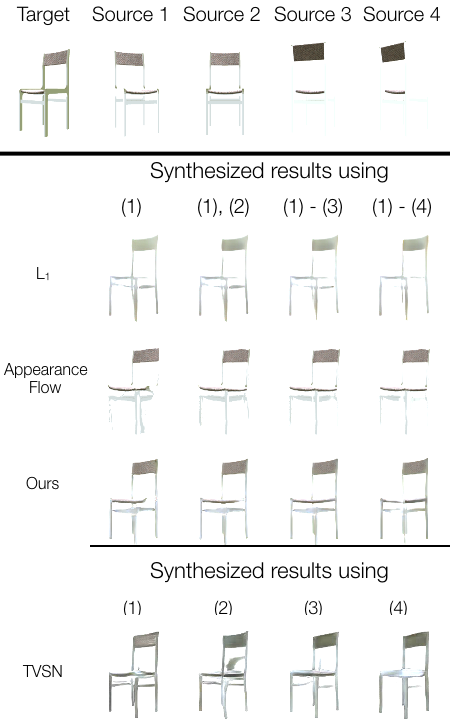 Target Source 1 Source 2 Source 3 Source 4
Synthesized results using
(1) (1), (2) (1) - (3) (1) - (4)
L₁
Appearance
Flow
Ours
Synthesized results using
(1) (2) (3) (4)
TVSN